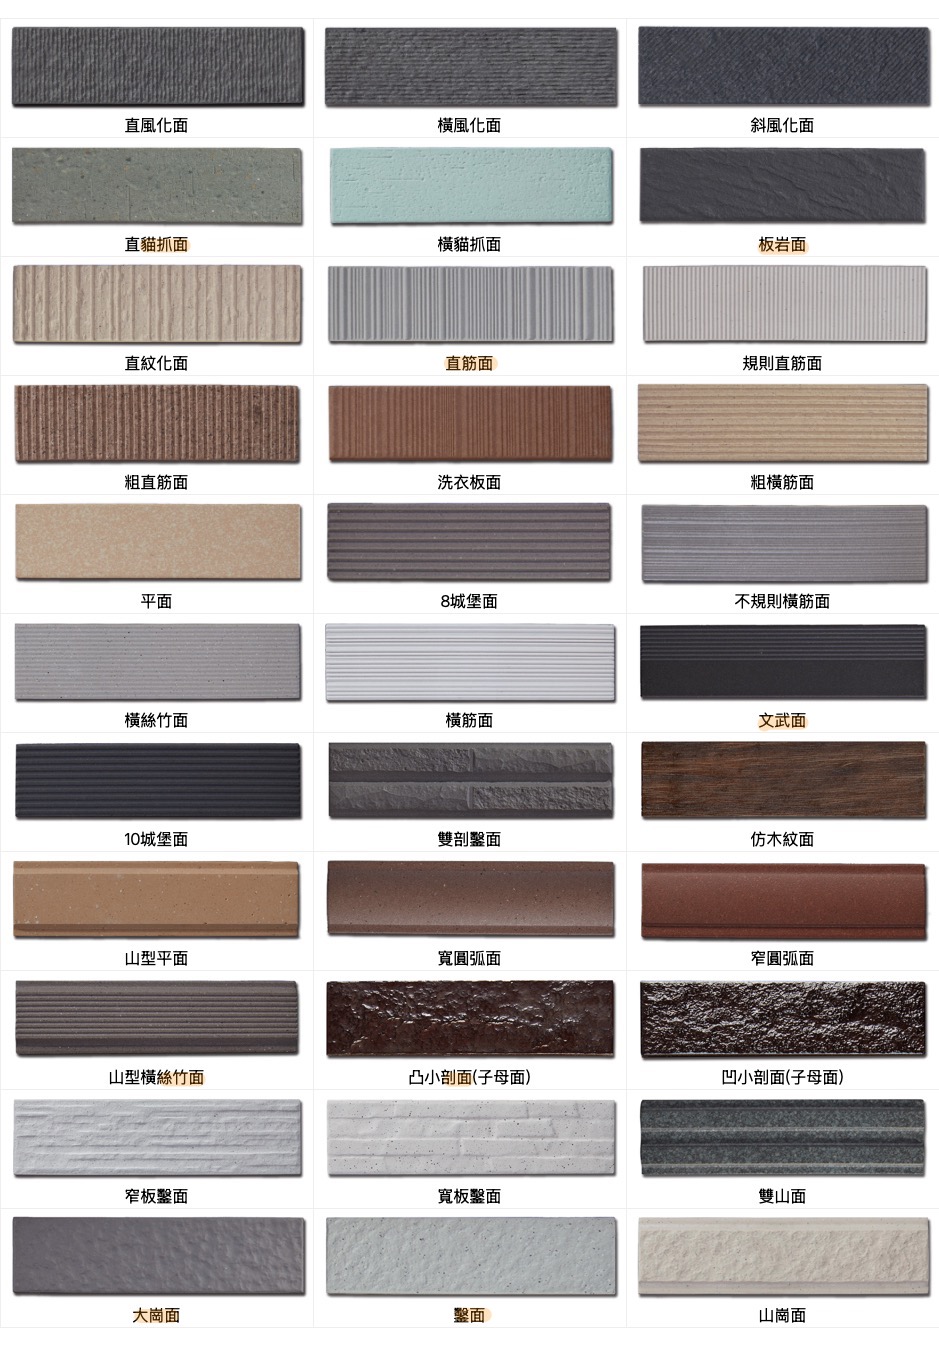 直風化面
橫風化面
斜風化面
直貓抓面
橫貓抓面
板岩面
直紋化面
直筋面
規則直筋面
粗直筋面
洗衣板面
粗橫筋面
平面
8城堡面
不規則橫筋面
橫絲竹面
橫筋面
文武面
10城堡面
雙剖鑿面
仿木紋面
山型平面
寬圓弧面
窄圓弧面
山型橫絲竹面
凸小剖面(子母面)
凹小剖面(子母面)
窄板鑿面
寬板鑿面
雙山面
大崗面
鑿面
山崗面